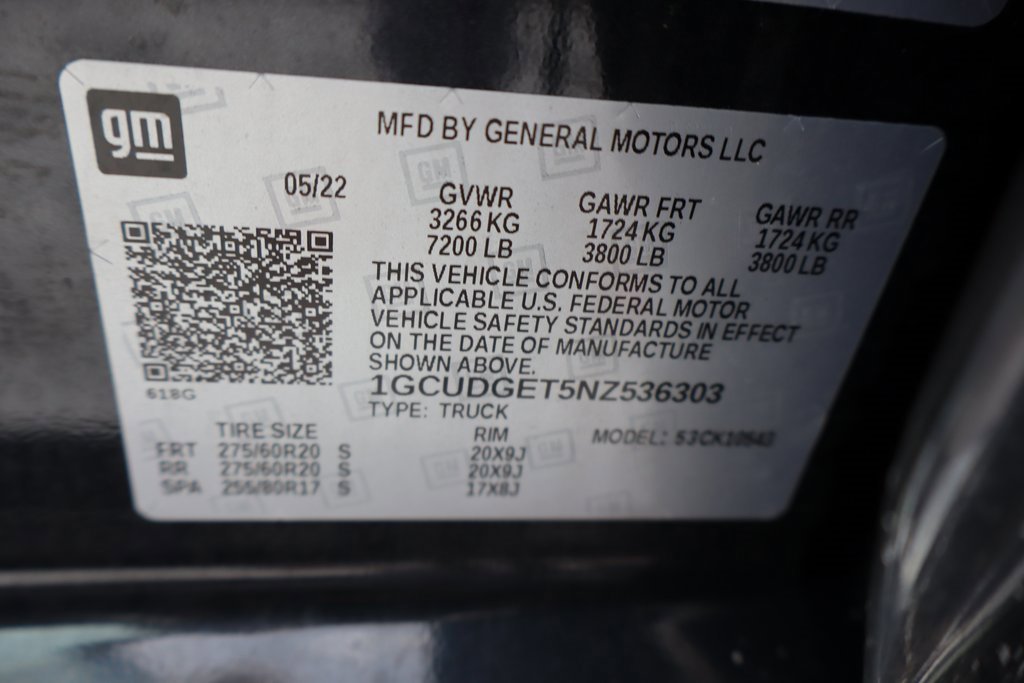 gm
MFD BY GENERAL MOTORS LLC
05/22 GVWR GAWR FRT GAWR RR
3266 KG 1724 KG 1724 KG
7200 LB 3800 LB 3800 LB
THIS VEHICLE CONFORMS TO ALL
APPLICABLE U.S. FEDERAL MOTOR
VEHICLE SAFETY STANDARDS IN EFFECT
ON THE DATE OF MANUFACTURE
SHOWN ABOVE.
1GCUDGET5NZ536303
618G
TYPE: TRUCK
TIRE SIZE RIM MODEL: 53CK10543
FRT 275/60R20 S 20X9J
RR 275/60R20 S 20X9J
SPA 255/80R17 S 17X8J